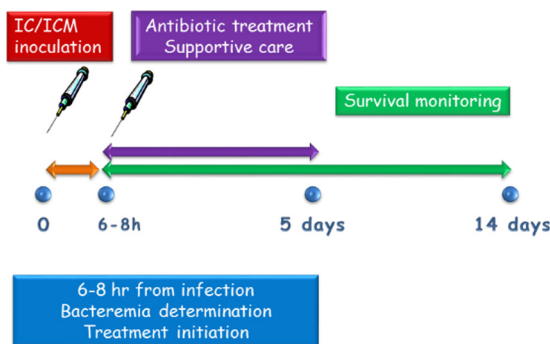 IC/ICM
inoculation
Antibiotic treatment
Supportive care
Survival monitoring
0
6-8h
5 days
14 days
6-8 hr from infection
Bacteremia determination
Treatment initiation